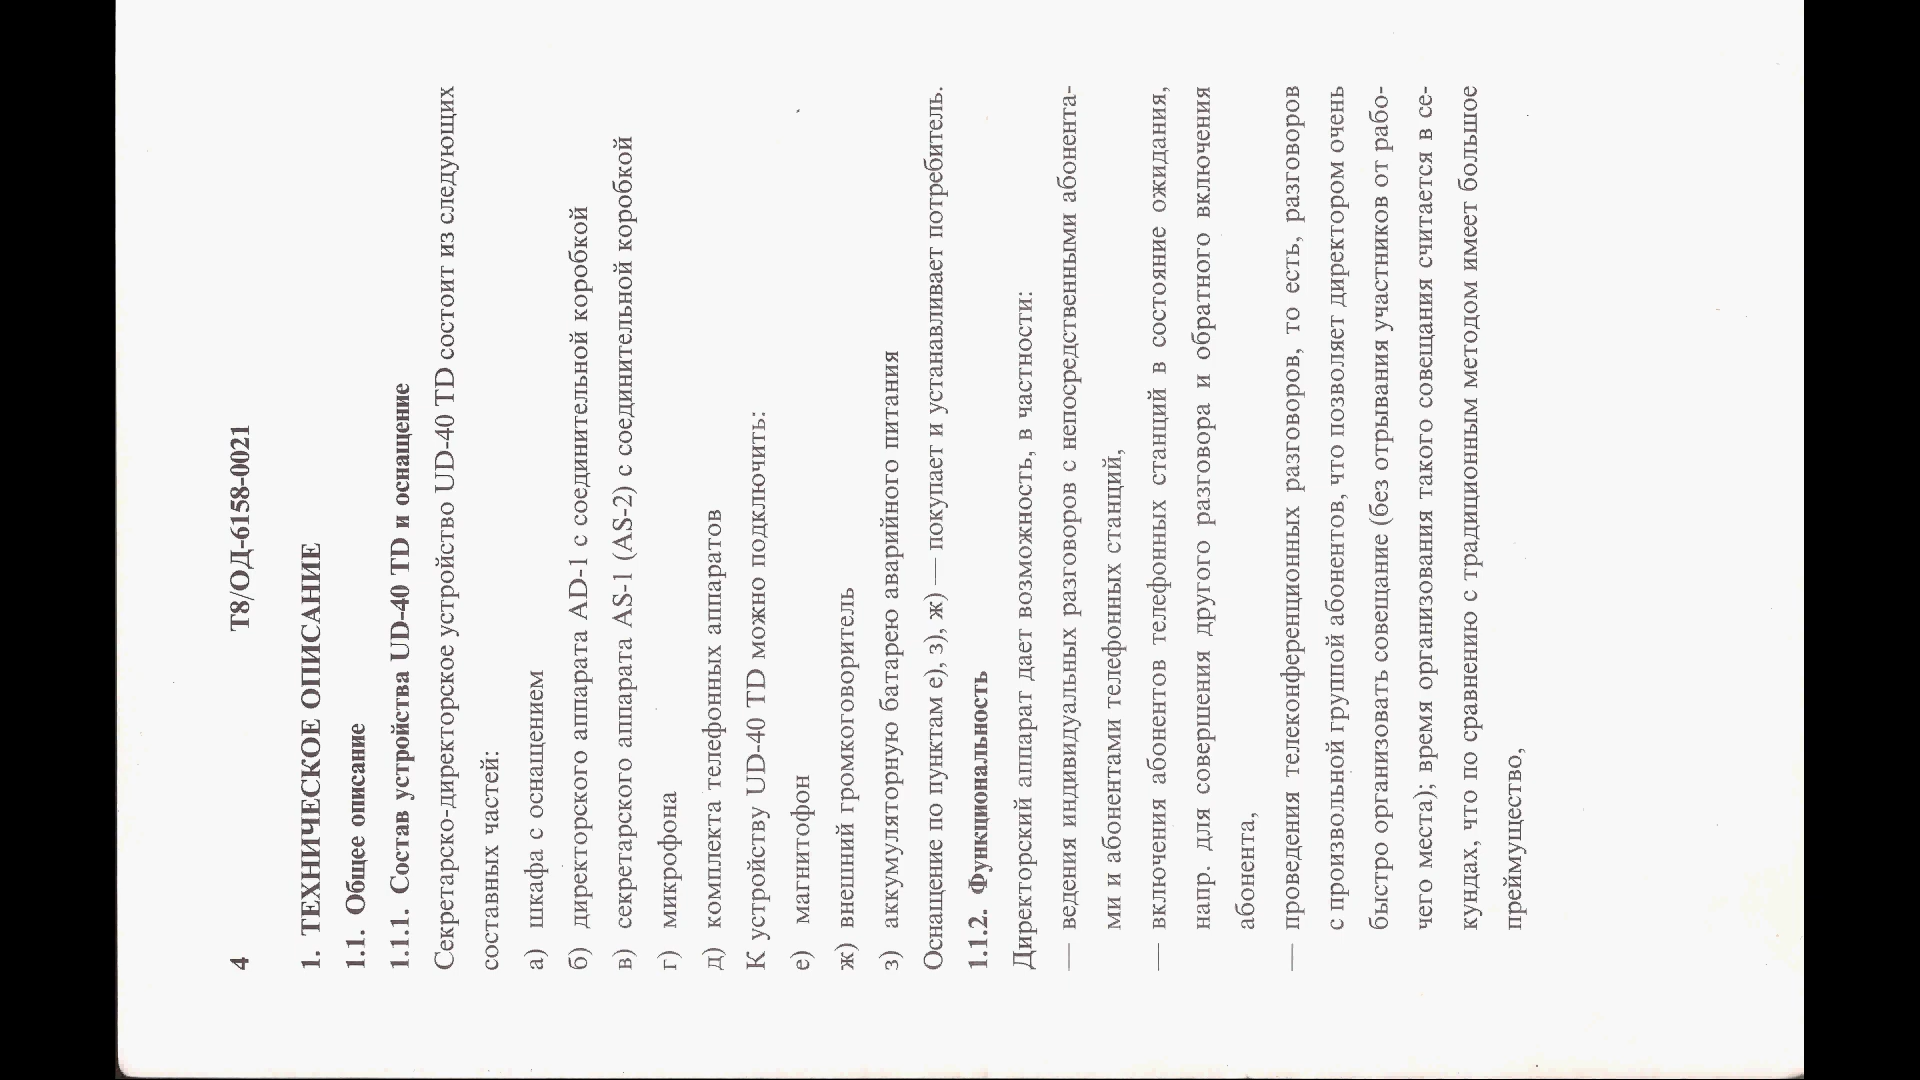 4 Т8/ОД-6158-0021
1. ТЕХНИЧЕСКОЕ ОПИСАНИЕ
1.1. Общее описание
1.1.1. Состав устройства UD-40 TD и оснащение
Секретарско-директорское устройство UD-40 TD состоит из следующих
составных частей:
а) шкафа с оснащением
б) директорского аппарата AD-1 с соединительной коробкой
в) секретарского аппарата AS-1 (AS-2) с соединительной коробкой
г) микрофона
д) комплекта телефонных аппаратов
К устройству UD-40 TD можно подключить:
е) магнитофон
ж) внешний громкоговоритель
з) аккумуляторную батарею аварийного питания
Оснащение по пунктам е), з), ж) — покупает и устанавливает потребитель.
1.1.2. Функциональность
Директорский аппарат дает возможность, в частности:
— ведения индивидуальных разговоров с непосредственными абонента-
ми и абонентами телефонных станций,
— включения абонентов телефонных станций в состояние ожидания,
напр. для совершения другого разговора и обратного включения
абонента,
— проведения телеконференционных разговоров, то есть, разговоров
с произвольной группой абонентов, что позволяет директором очень
быстро организовать совещание (без отрывания участников от рабо-
чего места); время организования такого совещания считается в се-
кундах, что по сравнению с традиционным методом имеет большое
преймущество,